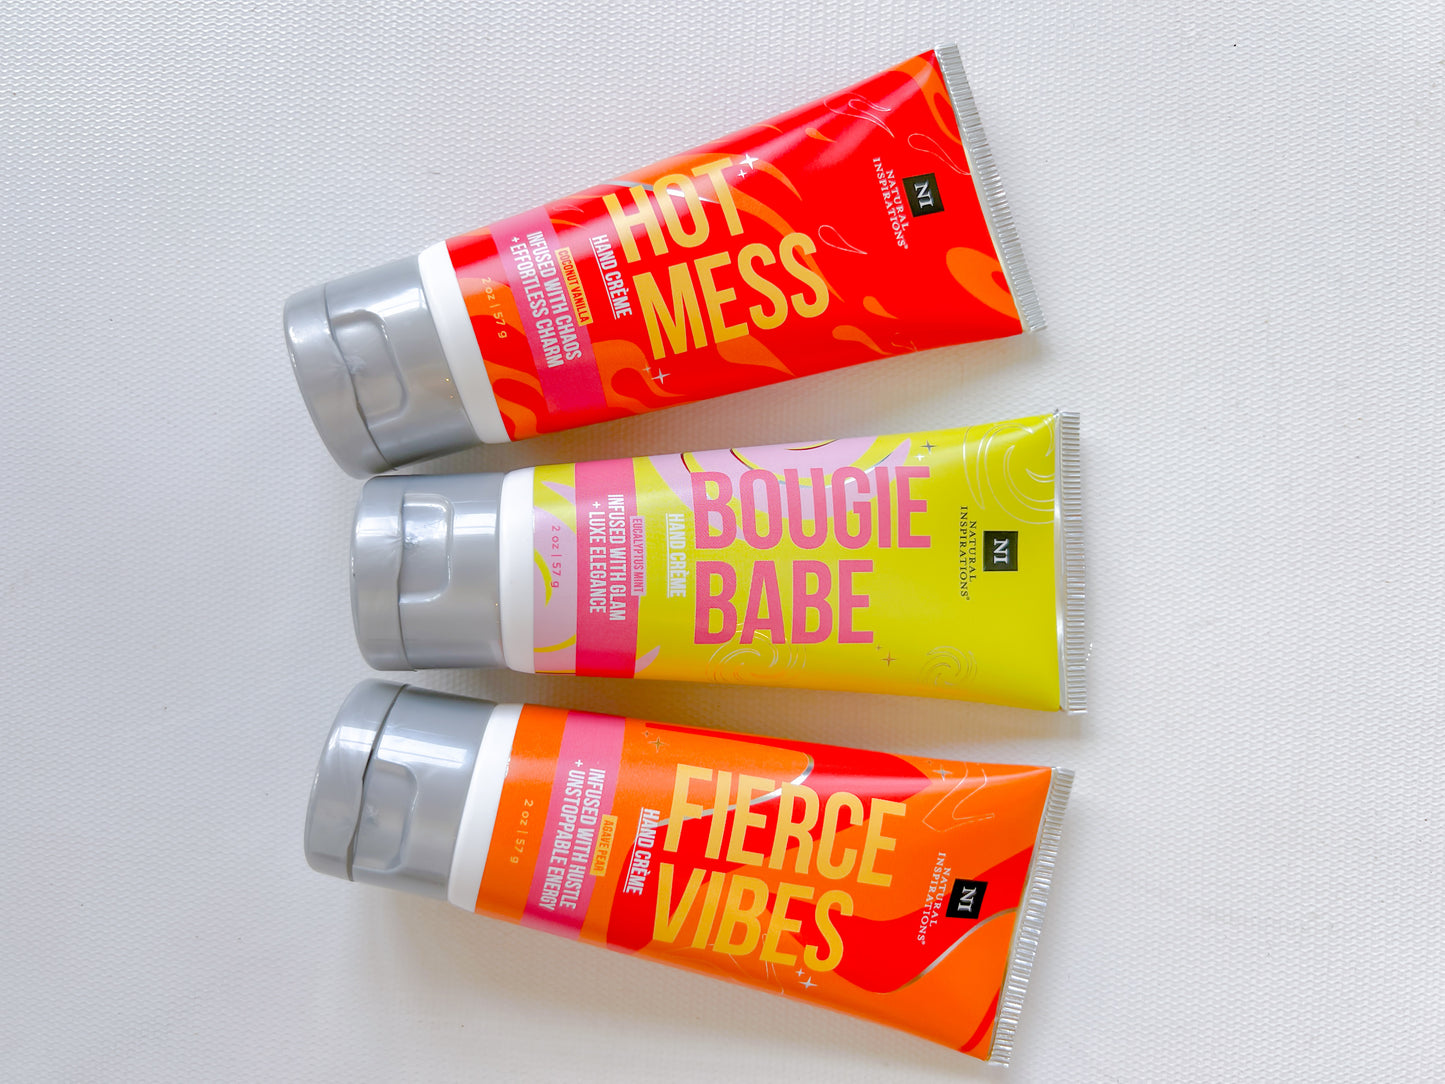 NI
NATURAL
INSPIRATIONS®
HOT
MESS
HAND CRÈME
COCONUT VANILLA
INFUSED WITH CHAOS
+ EFFORTLESS CHARM
2 oz | 57 g
NI
NATURAL
INSPIRATIONS®
BOUGIE
BABE
HAND CRÈME
EUCALYPTUS MINT
INFUSED WITH GLAM
+ LUXE ELEGANCE
2 oz | 57 g
NI
NATURAL
INSPIRATIONS®
FIERCE
VIBES
HAND CRÈME
AGAVE PEAR
INFUSED WITH HUSTLE
+ UNSTOPPABLE ENERGY
2 oz | 57 g